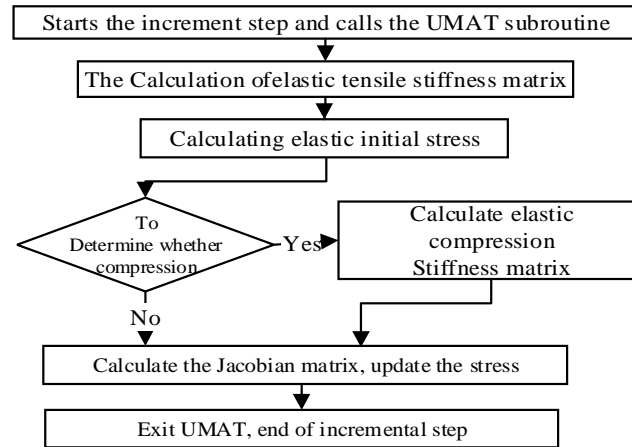 Starts the increment step and calls the UMAT subroutine
The Calculation ofelastic tensile stiffness matrix
Calculating elastic initial stress
To
Determine whether
compression
Yes
Calculate elastic
compression
Stiffness matrix
No
Calculate the Jacobian matrix, update the stress
Exit UMAT, end of incremental step